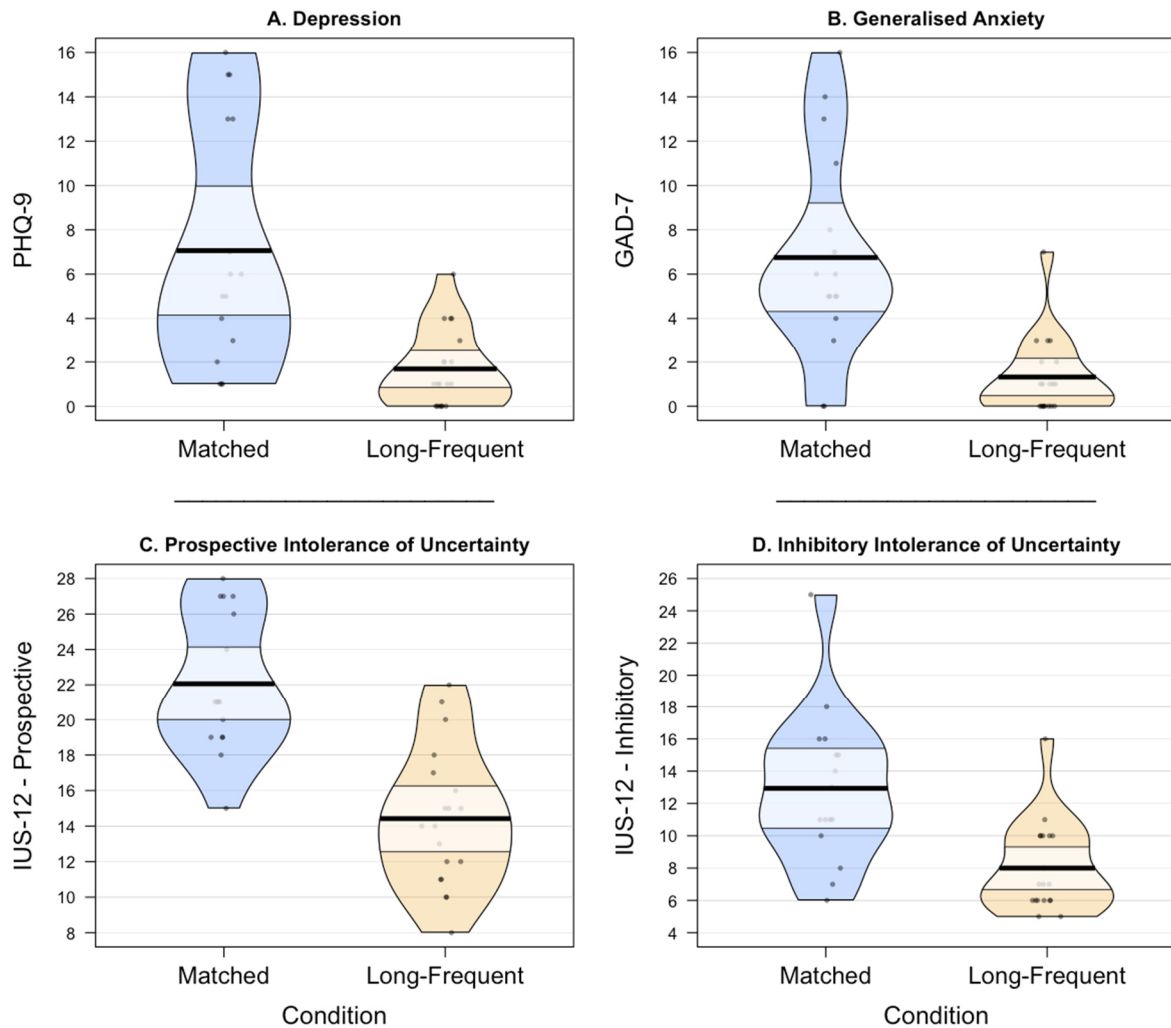 A. Depression
PHQ-9
16
14
12
10
8
6
4
2
0
Matched Long-Frequent
B. Generalised Anxiety
GAD-7
16
14
12
10
8
6
4
2
0
Matched Long-Frequent
C. Prospective Intolerance of Uncertainty
IUS-12 - Prospective
28
26
24
22
20
18
16
14
12
10
8
Matched Long-Frequent
Condition
D. Inhibitory Intolerance of Uncertainty
IUS-12 - Inhibitory
26
24
22
20
18
16
14
12
10
8
6
4
Matched Long-Frequent
Condition